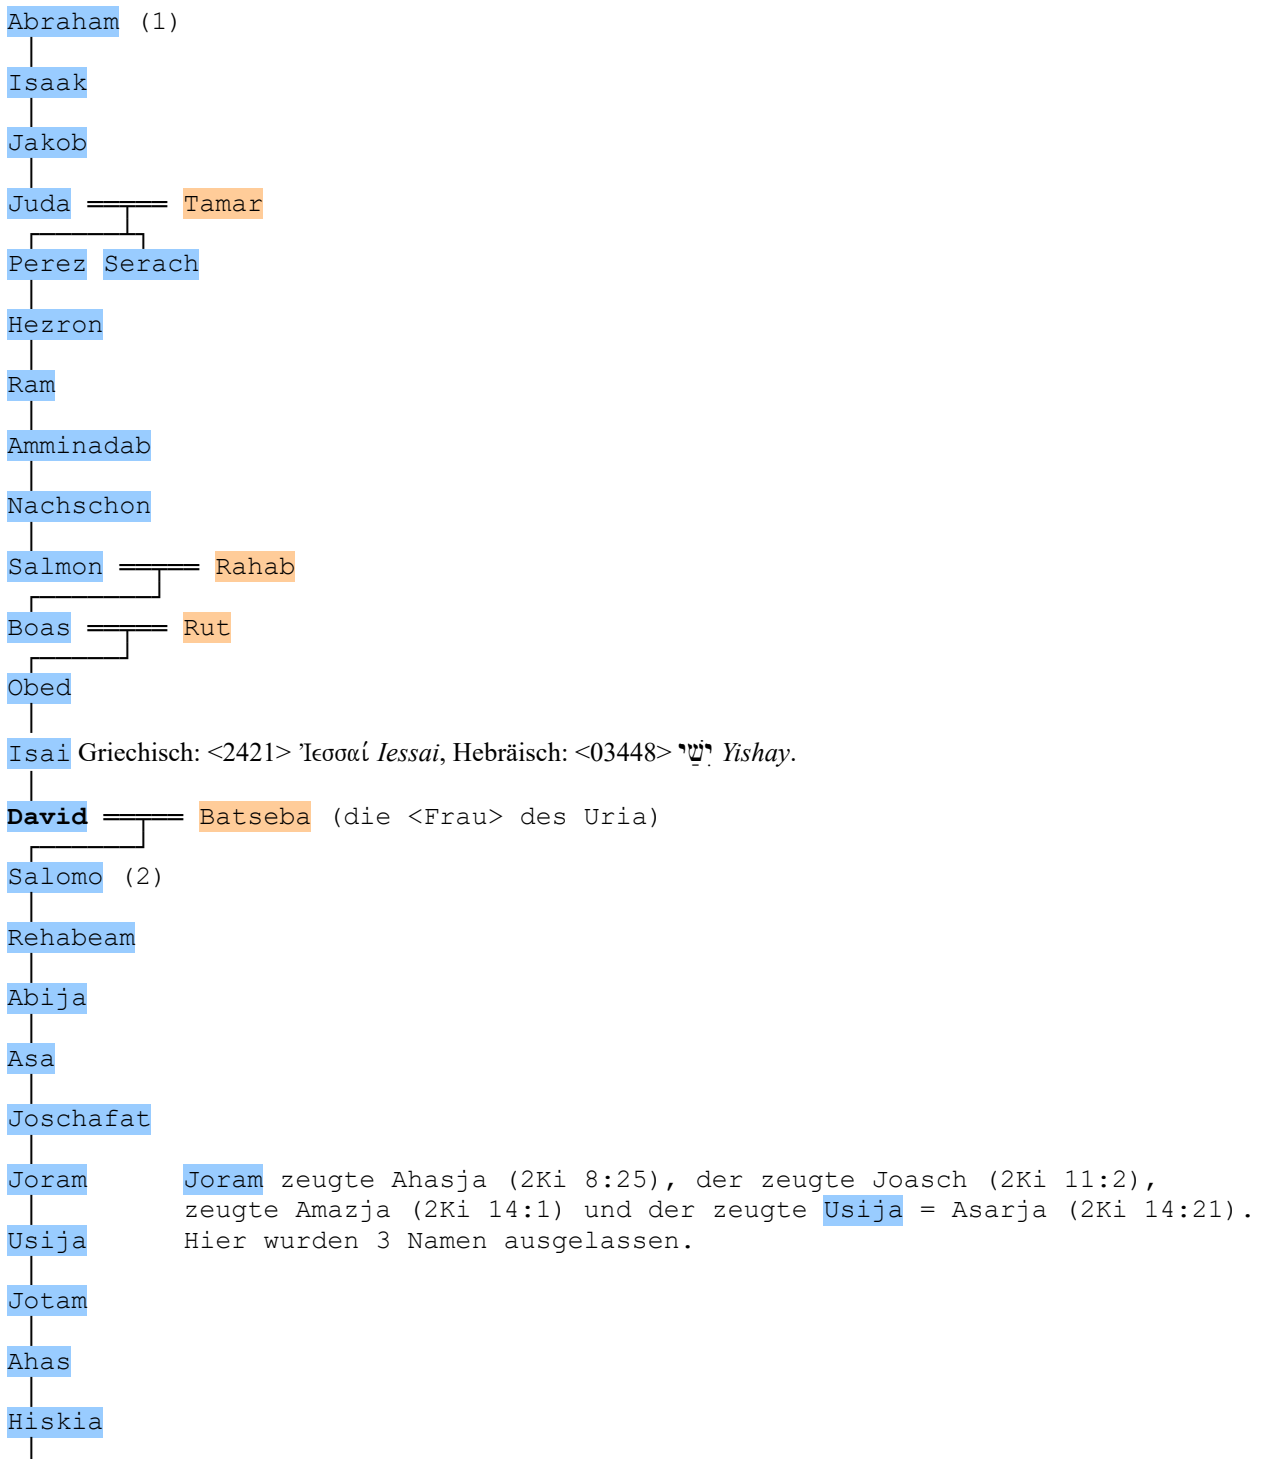 Abraham (1)
Isaak
Jakob
Juda Tamar
Perez Serach
Hezron
Ram
Amminadab
Nachschon
Salmon Rahab
Boas Rut
Obed
Isai Griechisch: <2421> Ἰεσσαί Iessai, Hebräisch: <03448> יִשַׁי Yishay.
David Batseba (die <Frau> des Uria)
Salomo (2)
Rehabeam
Abija
Asa
Joschafat
Joram Joram zeugte Ahasja (2Ki 8:25), der zeugte Joasch (2Ki 11:2),
zeugte Amazja (2Ki 14:1) und der zeugte Usija = Asarja (2Ki 14:21).
Usija Hier wurden 3 Namen ausgelassen.
Jotam
Ahas
Hiskia